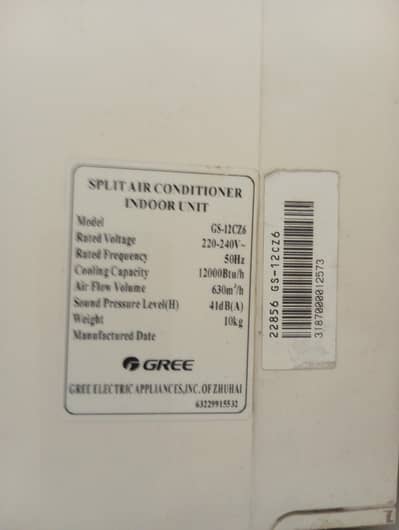 SPLIT AIR CONDITIONER
INDOOR UNIT
Model GS-12CZ6
Rated Voltage 220-240V~
Rated Frequency 50Hz
Cooling Capacity 12000Btu/h
Air Flow Volume 630m³/h
Sound Pressure Level(H) 41dB(A)
Weight 10kg
Manufactured Date
GREE
GREE ELECTRIC APPLIANCES,INC. OF ZHUHAI
63229915532
22856 GS-12CZ6
3187000012573